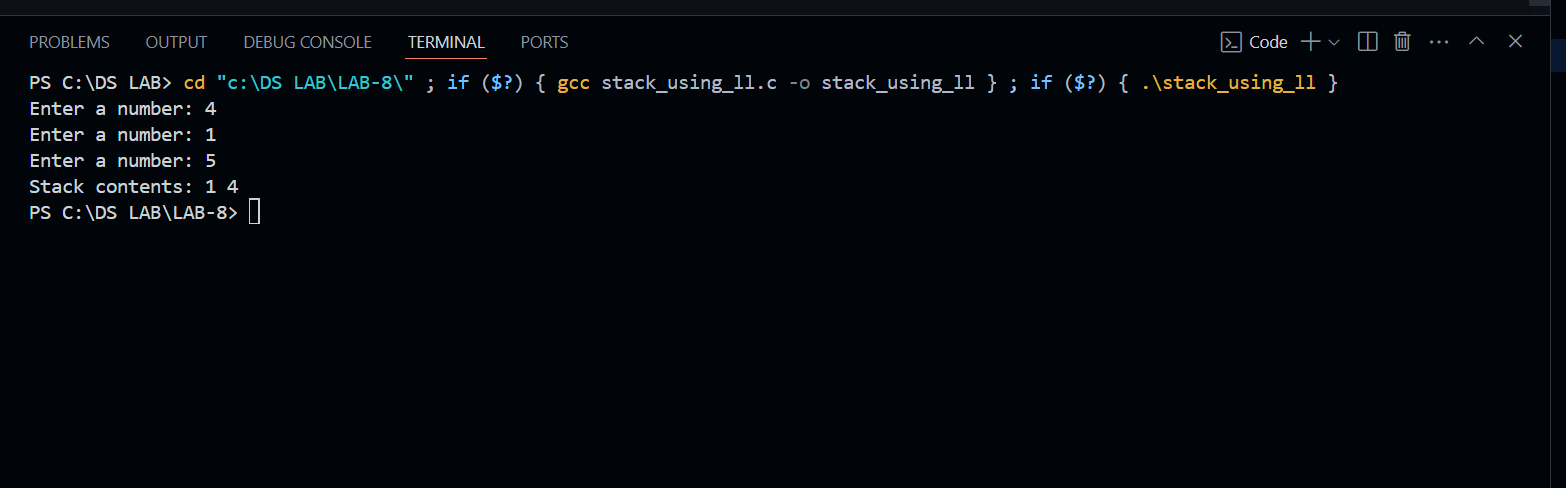 PROBLEMS OUTPUT DEBUG CONSOLE TERMINAL PORTS Code
PS C:\DS LAB> cd "c:\DS LAB\LAB-8\" ; if ($?) { gcc stack_using_ll.c -o stack_using_ll } ; if ($?) { .\stack_using_ll }
Enter a number: 4
Enter a number: 1
Enter a number: 5
Stack contents: 1 4
PS C:\DS LAB\LAB-8>